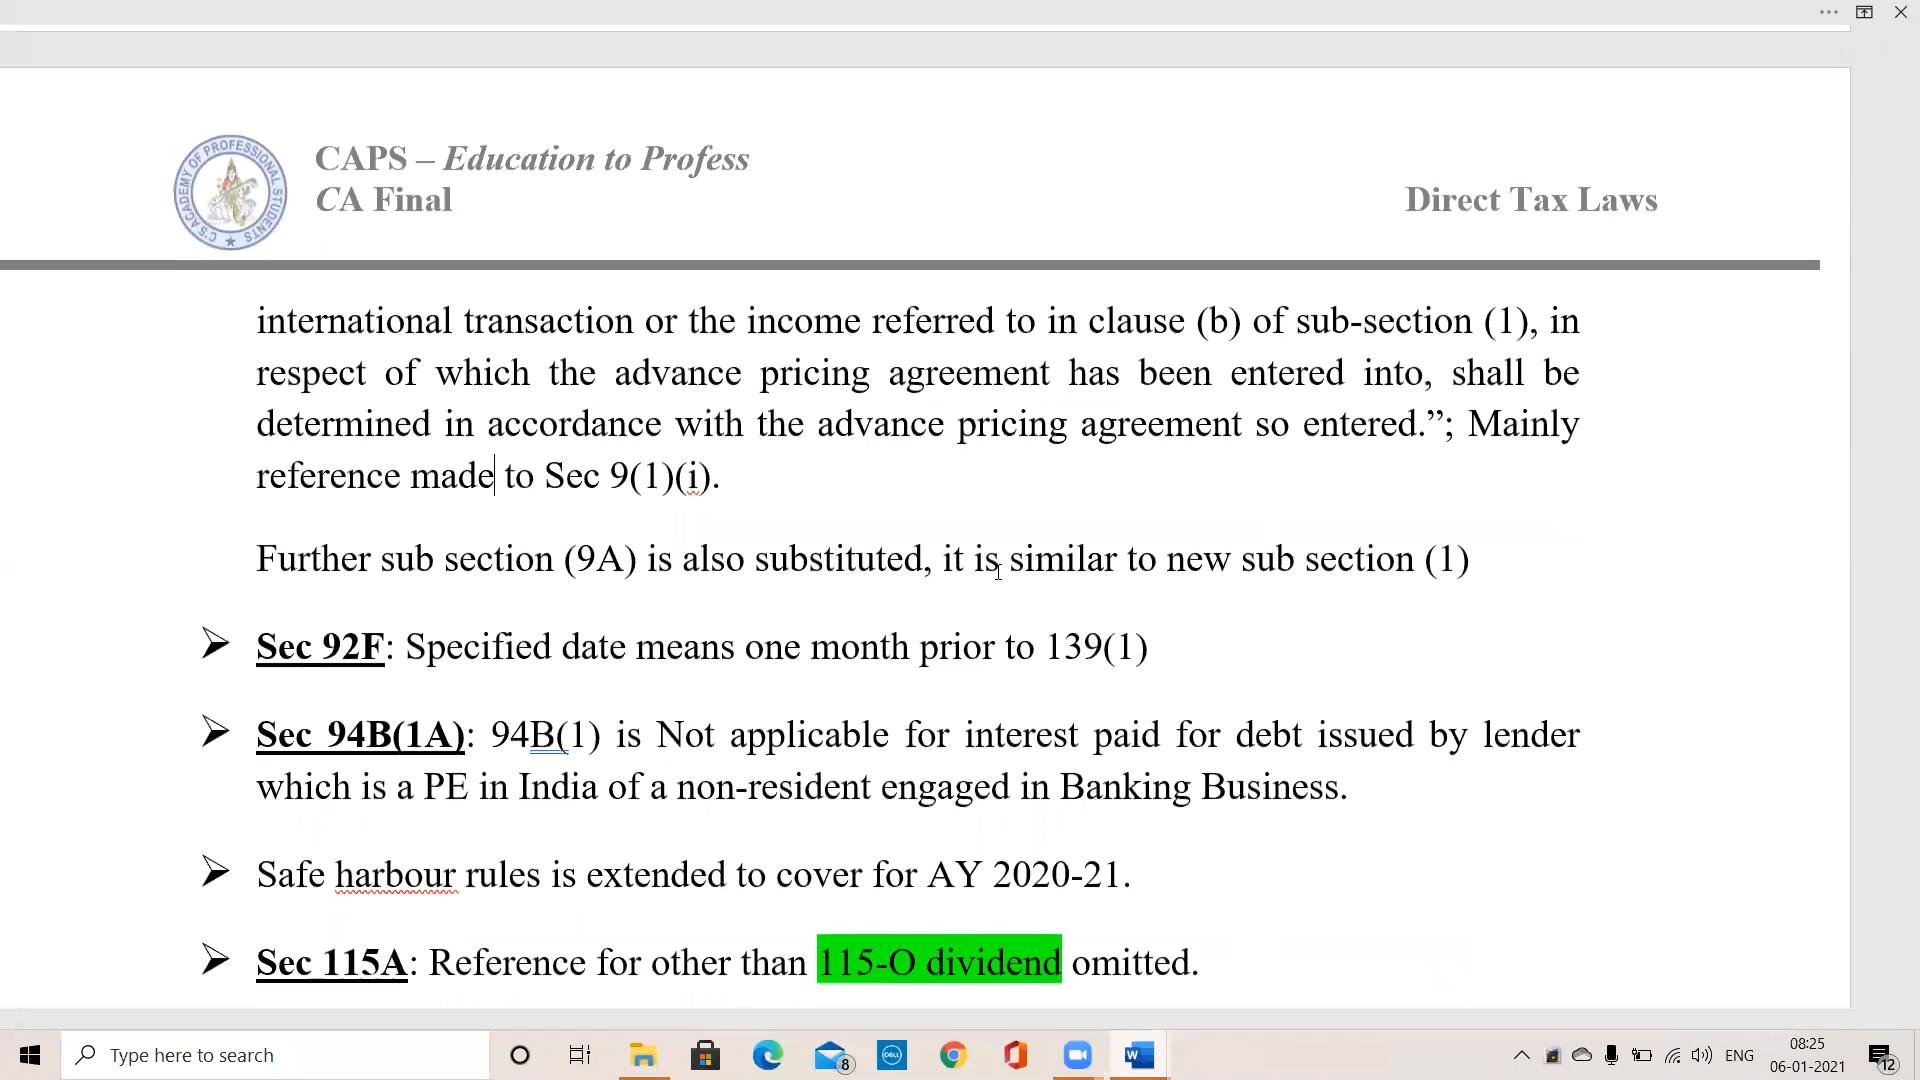 C'S ACADEMY OF PROFESSIONAL STUDENTS
CAPS – Education to Profess
CA Final
Direct Tax Laws
international transaction or the income referred to in clause (b) of sub-section (1), in
respect of which the advance pricing agreement has been entered into, shall be
determined in accordance with the advance pricing agreement so entered.”; Mainly
reference made to Sec 9(1)(i).
Further sub section (9A) is also substituted, it is similar to new sub section (1)
➢ Sec 92F: Specified date means one month prior to 139(1)
➢ Sec 94B(1A): 94B(1) is Not applicable for interest paid for debt issued by lender
which is a PE in India of a non-resident engaged in Banking Business.
➢ Safe harbour rules is extended to cover for AY 2020-21.
➢ Sec 115A: Reference for other than 115-O dividend omitted.
Type here to search
8
DELL
W
ENG
08:25
06-01-2021
12